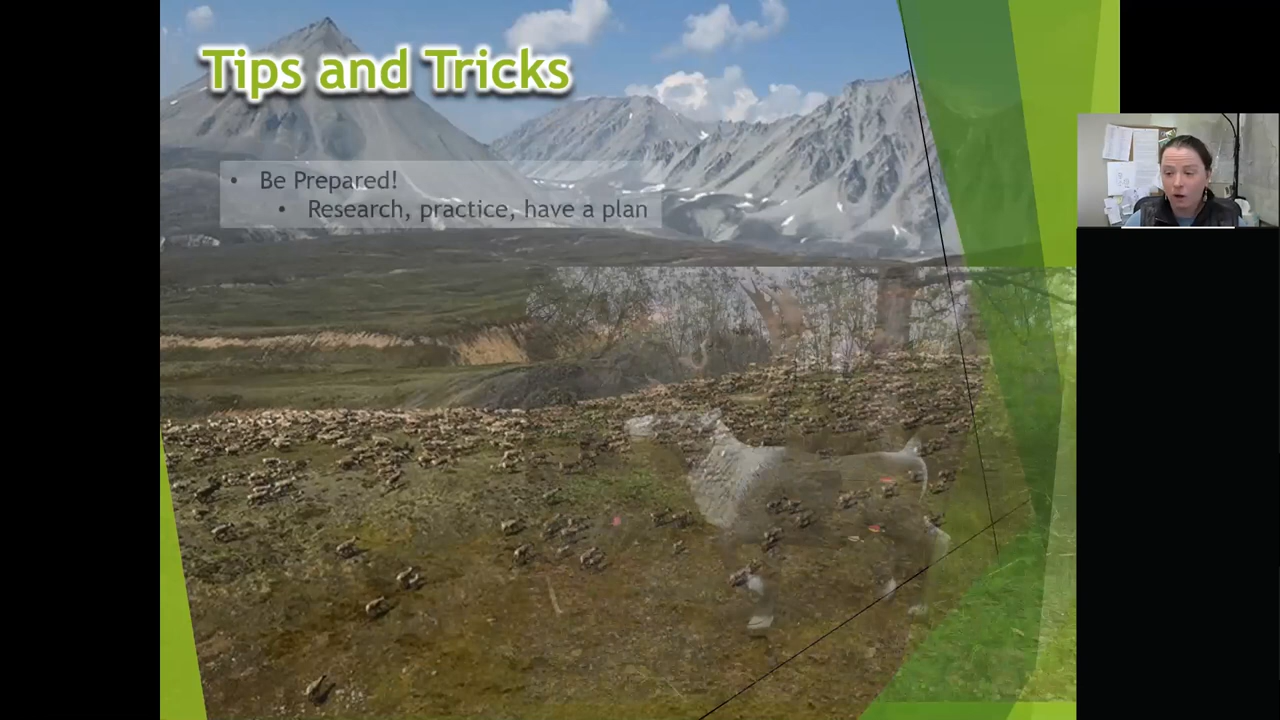 Tips and Tricks
• Be Prepared!
• Research, practice, have a plan